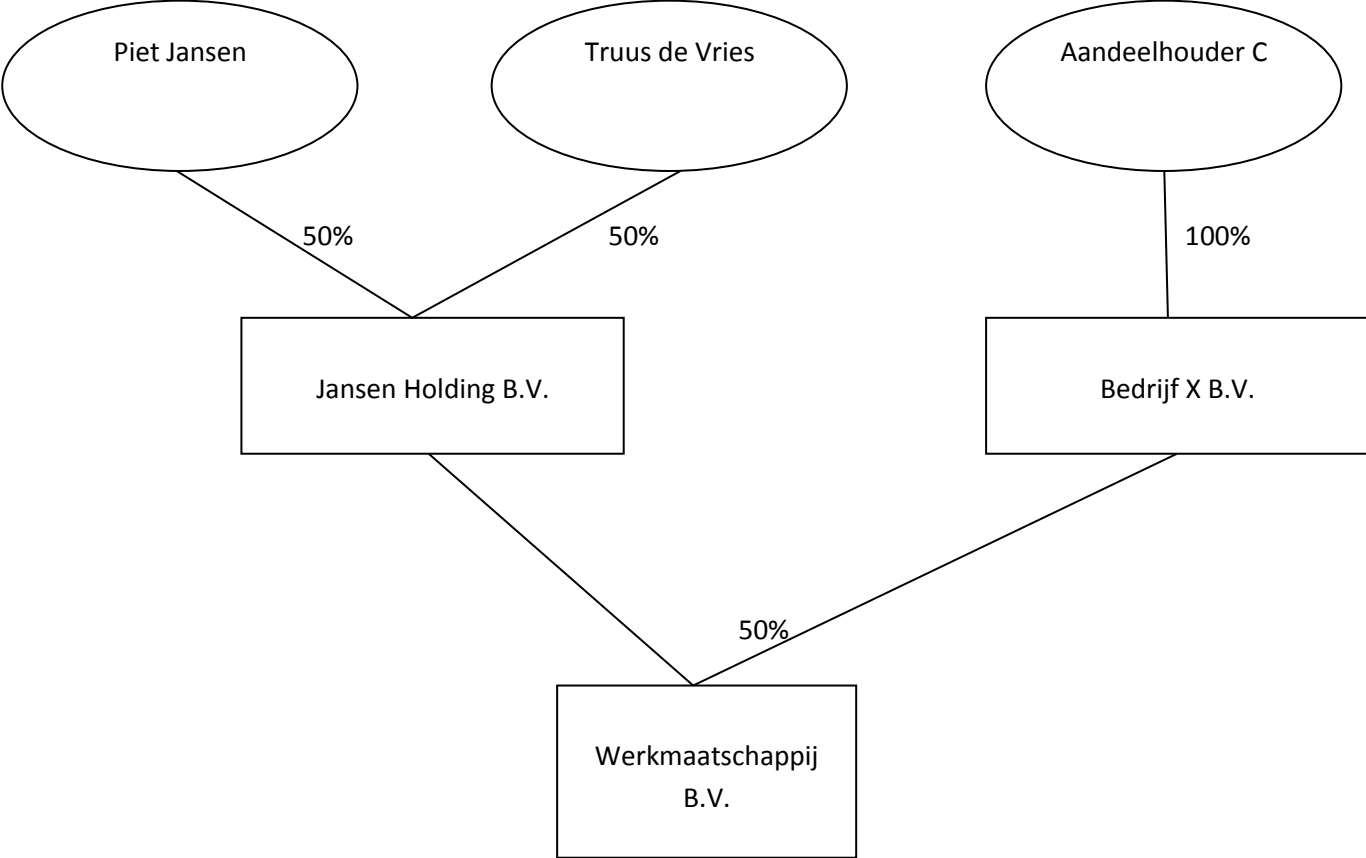 Piet Jansen
Truus de Vries
Aandeelhouder C
50%
50%
100%
Jansen Holding B.V.
Bedrijf X B.V.
50%
Werkmaatschappij
B.V.